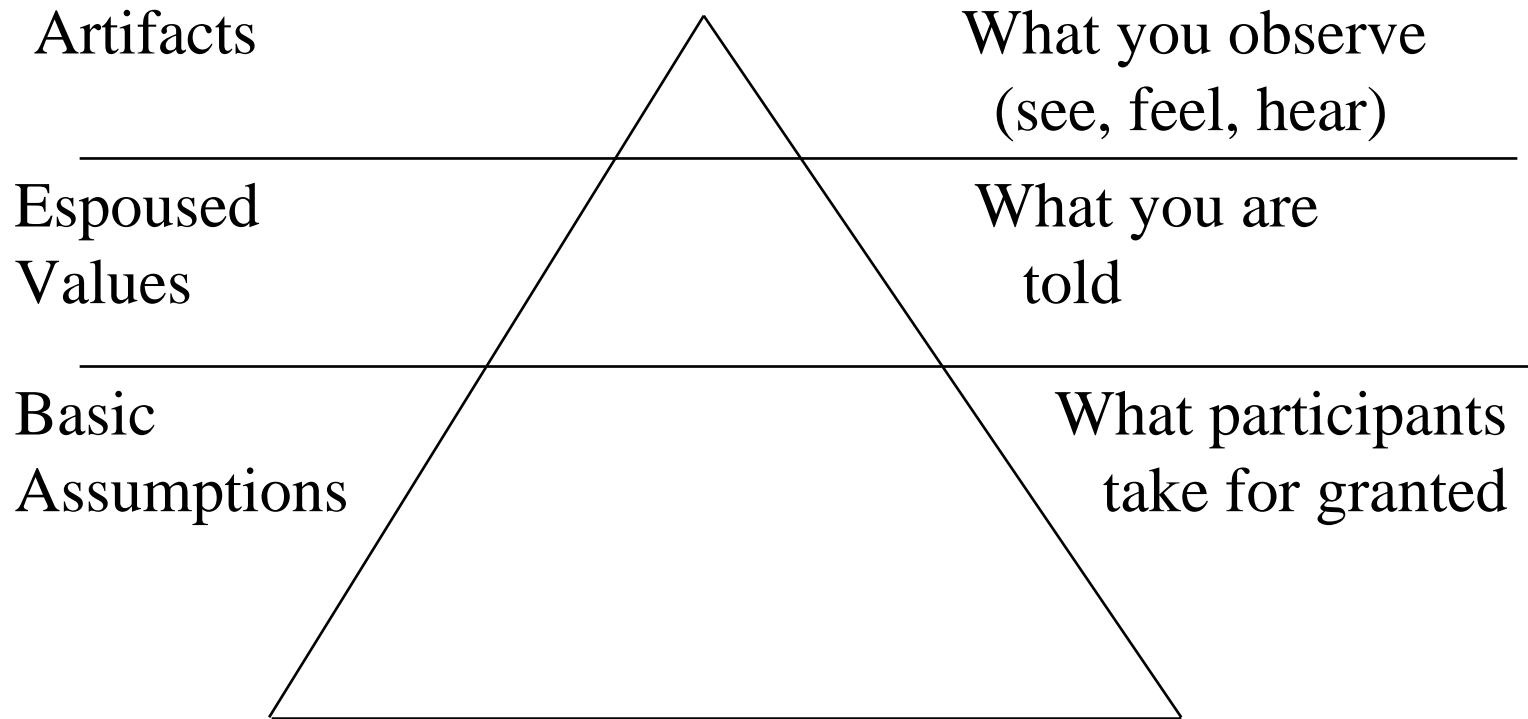 Artifacts
What you observe
(see, feel, hear)
Espoused
Values
What you are
told
Basic
Assumptions
What participants
take for granted